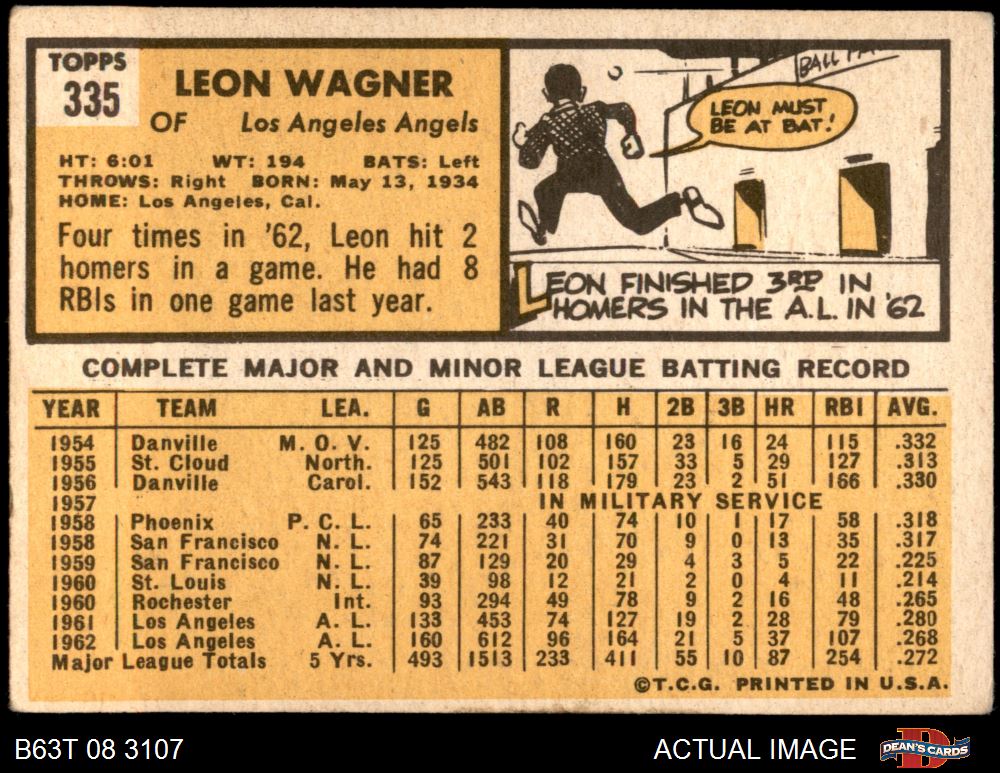 TOPPS
335
LEON WAGNER
OF Los Angeles Angels
HT: 6:01 WT: 194 BATS: Left
THROWS: Right BORN: May 13, 1934
HOME: Los Angeles, Cal.
Four times in '62, Leon hit 2
homers in a game. He had 8
RBIs in one game last year.
BALL
LEON MUST
BE AT BAT!
LEON FINISHED 3RD IN
HOMERS IN THE A.L. IN '62
COMPLETE MAJOR AND MINOR LEAGUE BATTING RECORD
YEAR TEAM LEA. G AB R H 2B 3B HR RBI AVG.
1954 Danville M. O. V. 125 482 108 160 23 16 24 115 .332
1955 St. Cloud North. 125 501 102 157 33 5 29 127 .313
1956 Danville Carol. 152 543 118 179 23 2 51 166 .330
1957 IN MILITARY SERVICE
1958 Phoenix P. C. L. 65 233 40 74 10 1 17 58 .318
1958 San Francisco N. L. 74 221 31 70 9 0 13 35 .317
1959 San Francisco N. L. 87 129 20 29 4 3 5 22 .225
1960 St. Louis N. L. 39 98 12 21 2 0 4 11 .214
1960 Rochester Int. 93 294 49 78 9 2 16 48 .265
1961 Los Angeles A. L. 133 453 74 127 19 2 28 79 .280
1962 Los Angeles A. L. 160 612 96 164 21 5 37 107 .268
Major League Totals 5 Yrs. 493 1513 233 411 55 10 87 254 .272
©T.C.G. PRINTED IN U.S.A.
B63T 08 3107 ACTUAL IMAGE DEAN'S CARDS